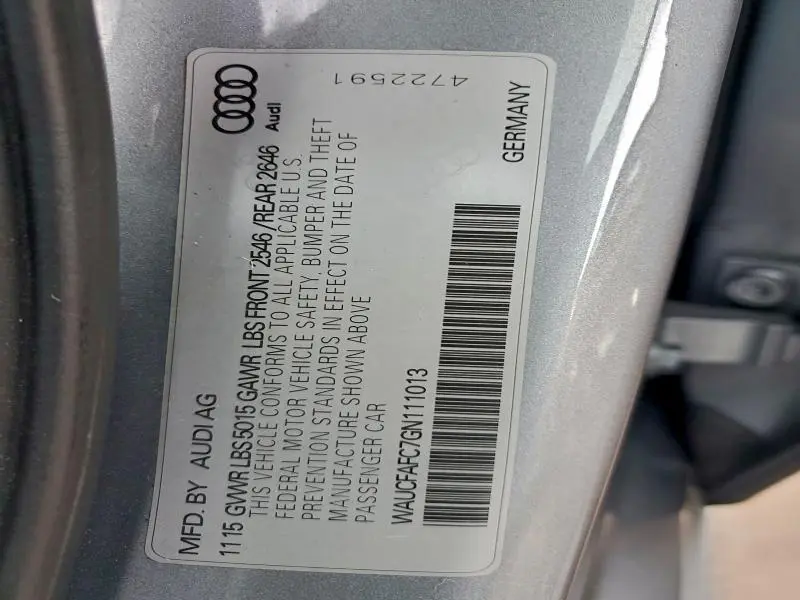 MFD. BY AUDI AG
11 15 GVWR LBS 5015 GAWR LBS FRONT 2546 / REAR 2646
THIS VEHICLE CONFORMS TO ALL APPLICABLE U.S.
FEDERAL MOTOR VEHICLE SAFETY, BUMPER AND THEFT
PREVENTION STANDARDS IN EFFECT ON THE DATE OF
MANUFACTURE SHOWN ABOVE
PASSENGER CAR
WAUCFAFC7GN111013
Audi
4722591
GERMANY